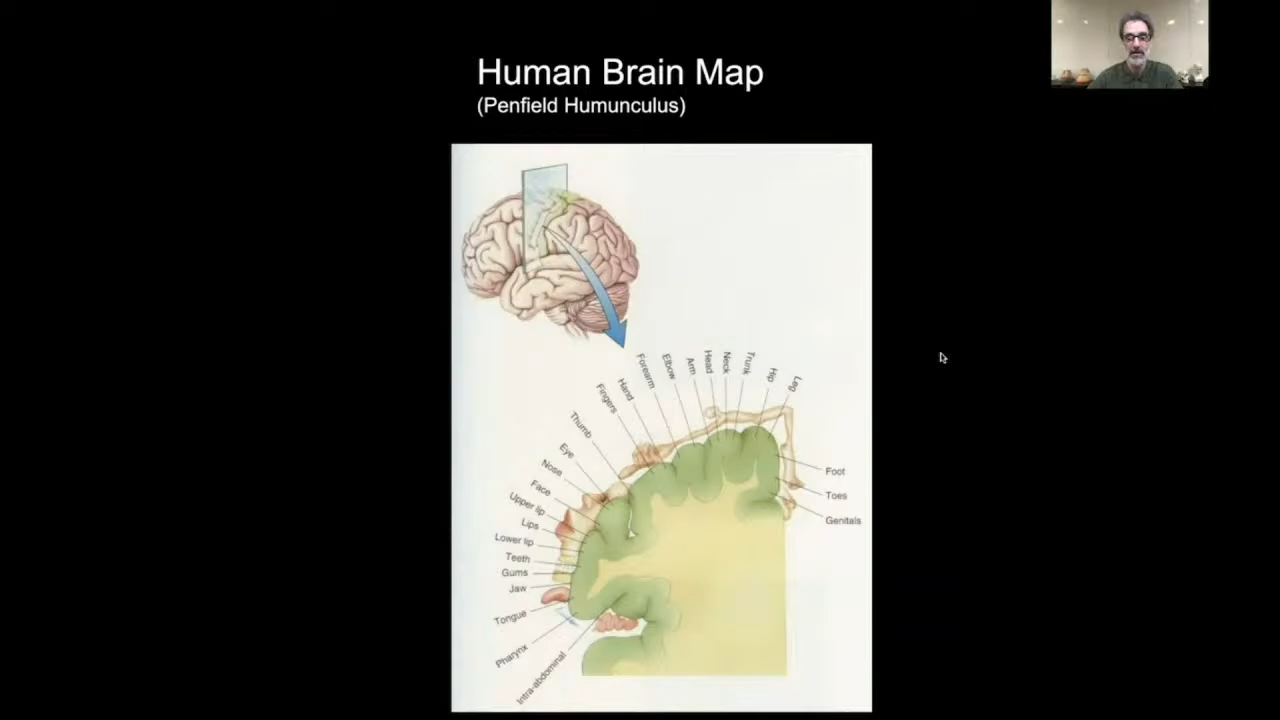 Human Brain Map
(Penfield Humunculus)
Leg
Hip
Trunk
Neck
Head
Arm
Elbow
Forearm
Hand
Fingers
Thumb
Eye
Nose
Face
Upper lip
Lips
Lower lip
Teeth
Gums
Jaw
Tongue
Pharynx
Intra-abdominal
Foot
Toes
Genitals